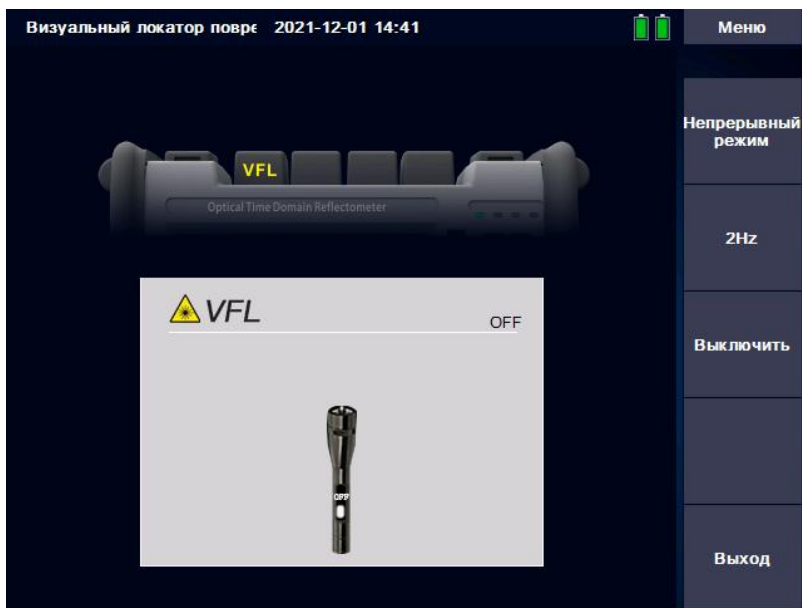 Визуальный локатор повре 2021-12-01 14:41
Меню
Непрерывный
режим
VFL
Optical Time Domain Reflectometer
2Hz
VFL
OFF
Выключить
OFF
Выход